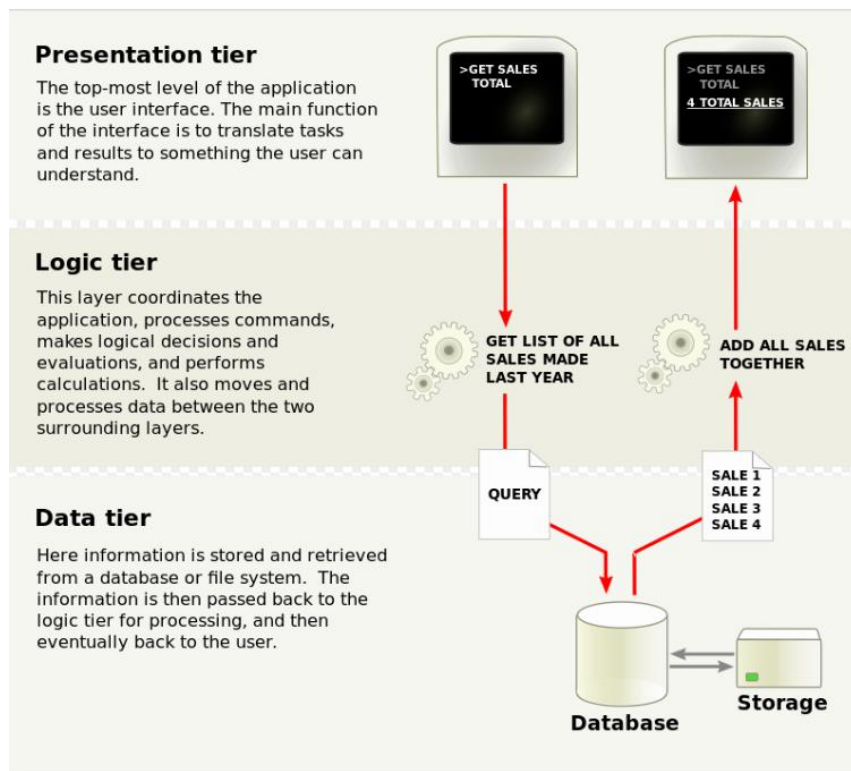 Presentation tier
The top-most level of the application
is the user interface. The main function
of the interface is to translate tasks
and results to something the user can
understand.
>GET SALES
TOTAL
>GET SALES
TOTAL
4 TOTAL SALES
Logic tier
This layer coordinates the
application, processes commands,
makes logical decisions and
evaluations, and performs
calculations.  It also moves and
processes data between the two
surrounding layers.
GET LIST OF ALL
SALES MADE
LAST YEAR
ADD ALL SALES
TOGETHER
QUERY
SALE 1
SALE 2
SALE 3
SALE 4
Data tier
Here information is stored and retrieved
from a database or file system.  The
information is then passed back to the
logic tier for processing, and then
eventually back to the user.
Database
Storage